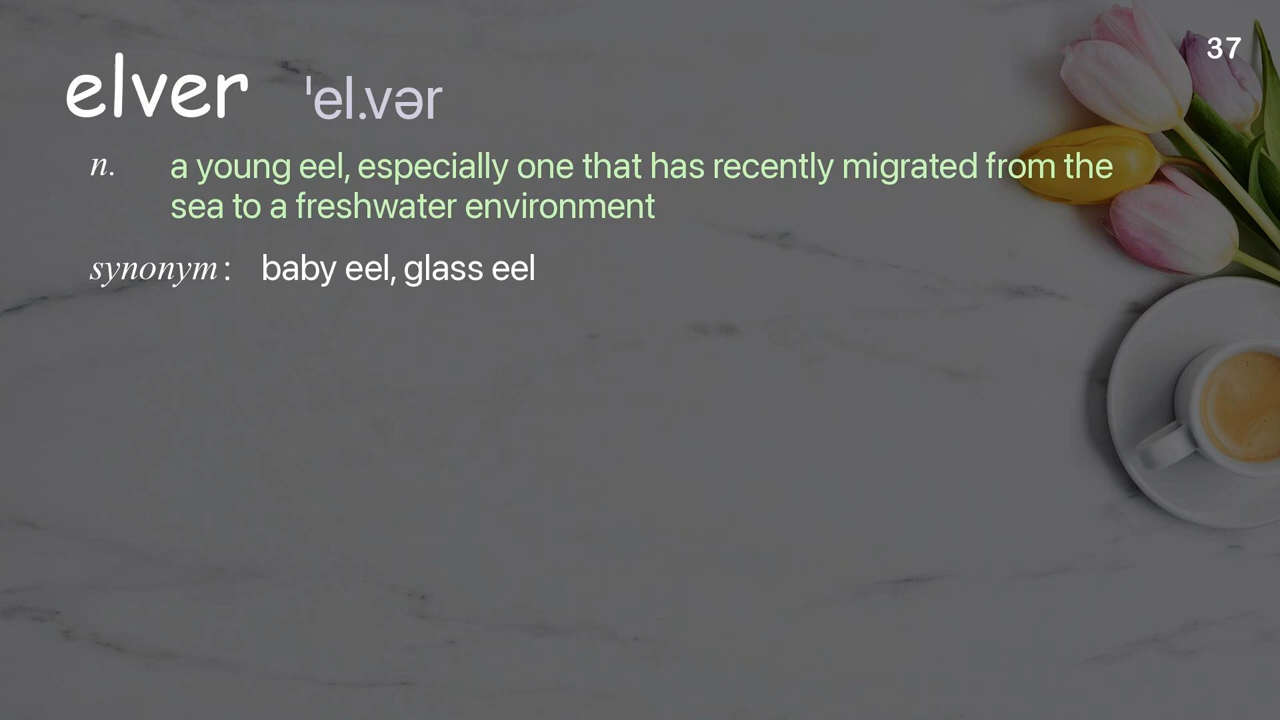 37
elver ˈel.vər
n. a young eel, especially one that has recently migrated from the
sea to a freshwater environment
synonym: baby eel, glass eel